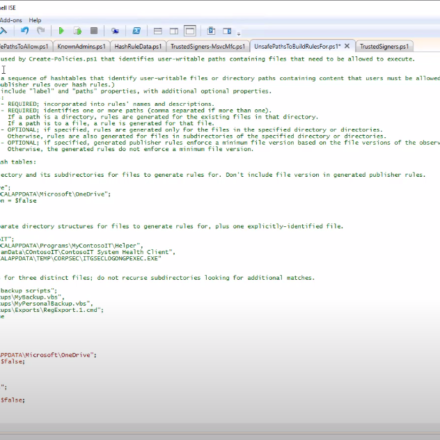 ell ISE
Add-ons Help
ePathsToAllow.ps1 KnownAdmins.ps1 HashRuleData.ps1 TrustedSigners-MsvcMfc.ps1 UnsafePathsToBuildRulesFor.ps1* X TrustedSigners.ps1
used by Create-Policies.ps1 that identifies user-writable paths containing files that need to be allowed to execute.
a sequence of hashtables that identify user-writable files or directory paths containing content that users must be allowed
publisher rules over hash rules.)
include "label" and "paths" properties, with additional optional properties.
- REQUIRED; incorporated into rules' names and descriptions.
- REQUIRED; identifies one or more paths (comma separated if more than one).
If a path is a directory, rules are generated for the existing files in that directory.
If a path is to a file, a rule is generated for that file.
- OPTIONAL; if specified, rules are generated only for the files in the specified directory or directories.
Otherwise, rules are also generated for files in subdirectories of the specified directory or directories.
- OPTIONAL; if specified, generated publisher rules enforce a minimum file version based on the file versions of the observ
Otherwise, the generated rules do not enforce a minimum file version.
sh tables:
ectory and its subdirectories for files to generate rules for. Don't include file version in generated publisher rules.
ve";
CALAPPDATA\Microsoft\OneDrive";
on = $false
parate directory structures for files to generate rules for, plus one explicitly-identified file.
oIT";
OCALAPPDATA\Programs\MyContosoIT\Helper",
ramData\COntosoIT\ContosoIT System Health Client",
CALAPPDATA\TEMP\CORPSEC\ITGSECLOGONGPEXEC.EXE"
s for three distinct files; do not recurse subdirectories looking for additional matches.
backup scripts";
ups\MyBackup.vbs",
ups\MyPersonalBackup.vbs",
ups\Exports\RegExport.1.cmd";
ue
APPDATA\Microsoft\OneDrive";
$false;
";
$false;